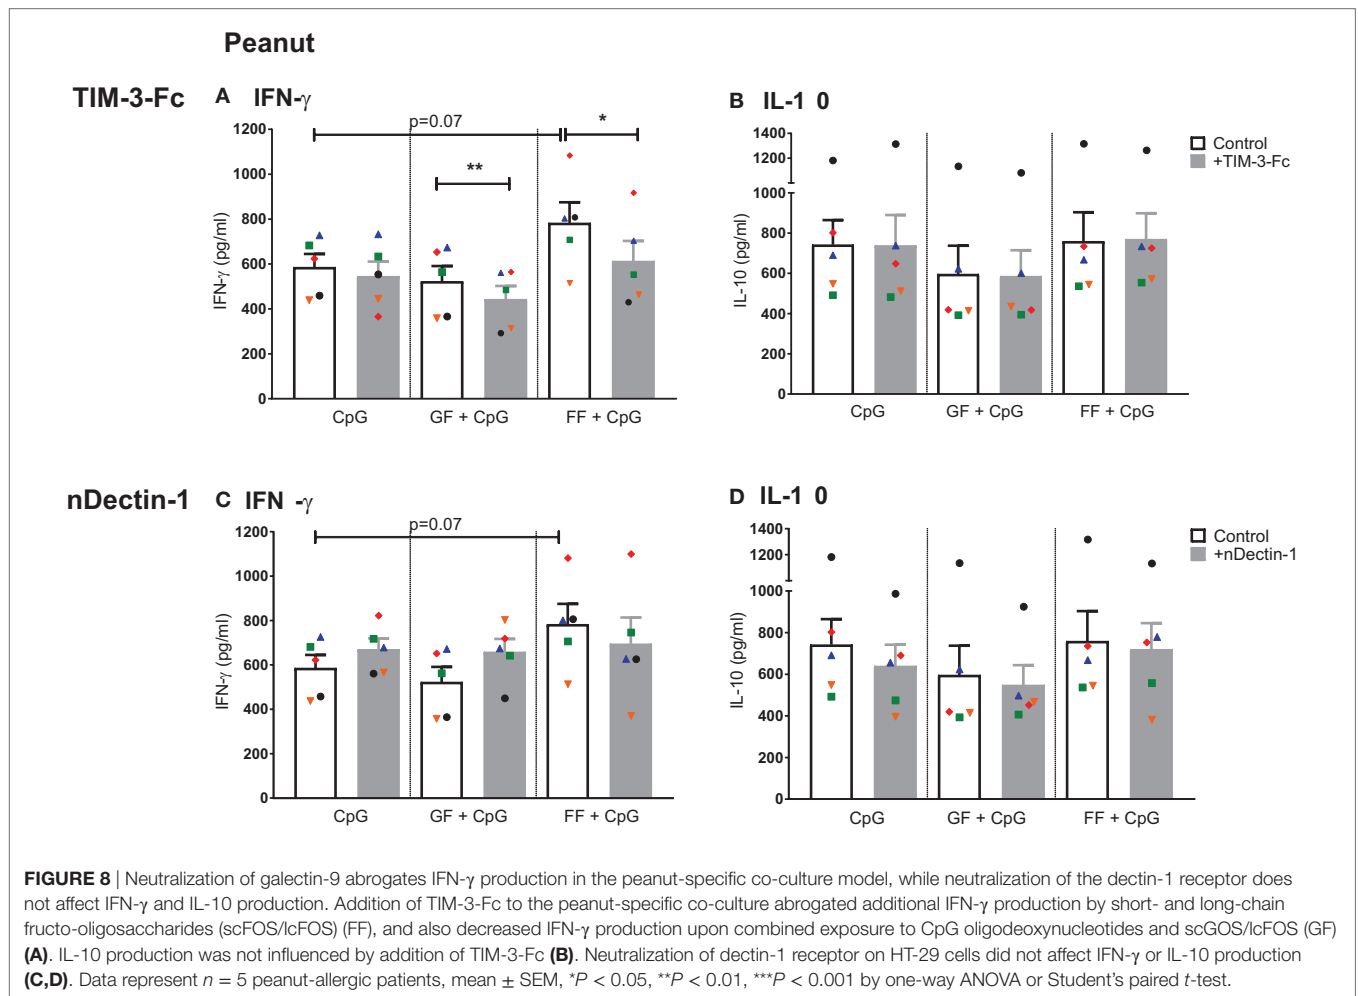 Peanut
TIM-3-Fc
A IFN-γ
1200
1000
800
600
400
200
0
IFN-γ (pg/ml)
p=0.07
*
**
CpG
GF + CpG
FF + CpG
B IL-1 0
1400
1200
1000
800
600
400
200
0
IL-10 (pg/ml)
CpG
GF + CpG
FF + CpG
Control
+TIM-3-Fc
nDectin-1
C IFN -γ
1200
1000
800
600
400
200
0
IFN-γ (pg/ml)
p=0.07
CpG
GF + CpG
FF + CpG
D IL-1 0
1400
1200
1000
800
600
400
200
0
IL-10 (pg/ml)
CpG
GF + CpG
FF + CpG
Control
+nDectin-1
FIGURE 8 | Neutralization of galectin-9 abrogates IFN-γ production in the peanut-specific co-culture model, while neutralization of the dectin-1 receptor does
not affect IFN-γ and IL-10 production. Addition of TIM-3-Fc to the peanut-specific co-culture abrogated additional IFN-γ production by short- and long-chain
fructo-oligosaccharides (scFOS/lcFOS) (FF), and also decreased IFN-γ production upon combined exposure to CpG oligodeoxynucleotides and scGOS/lcFOS (GF)
(A). IL-10 production was not influenced by addition of TIM-3-Fc (B). Neutralization of dectin-1 receptor on HT-29 cells did not affect IFN-γ or IL-10 production
(C,D). Data represent n = 5 peanut-allergic patients, mean ± SEM, *P < 0.05, **P < 0.01, ***P < 0.001 by one-way ANOVA or Student's paired t-test.